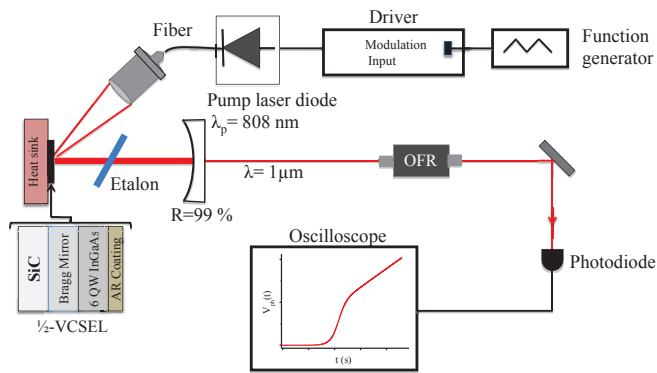 Driver
Fiber
Modulation
Input
Function
generator
Pump laser diode
λp= 808 nm
Heat sink
Etalon
R=99 %
λ= 1μm
OFR
SiC
Bragg Mirror
6 QW InGaAs
AR Coating
½-VCSEL
Oscilloscope
Vph(t)
t (s)
Photodiode